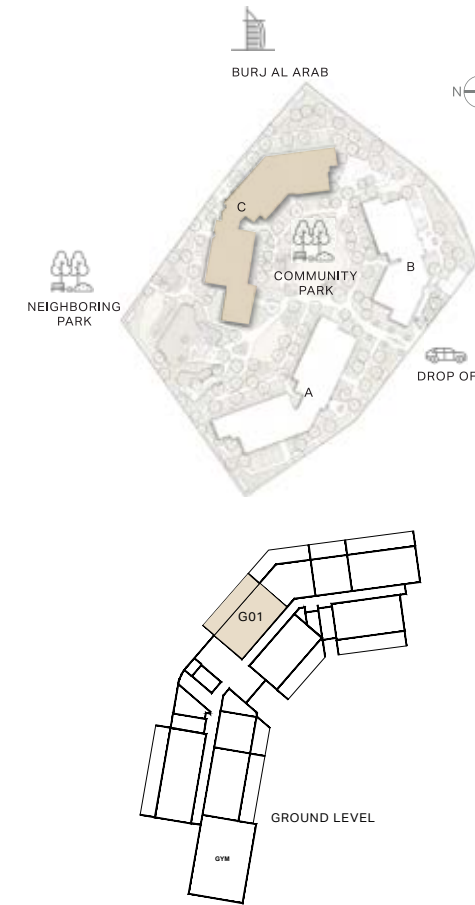 BURJ AL ARAB
N
C
B
COMMUNITY
PARK
NEIGHBORING
PARK
DROP OF
A
G01
GROUND LEVEL
GYM